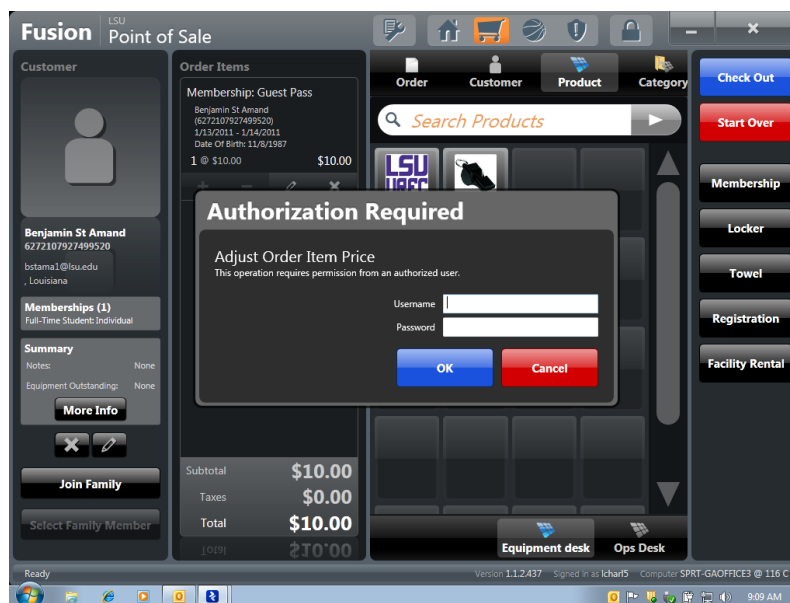 Fusion
LSU
Point of Sale
Customer
Benjamin St Amand
6272107927499520
bstama1@lsu.edu
, Louisiana
Memberships (1)
Full-Time Student: Individual
Summary
Notes: None
Equipment Outstanding: None
More Info
Join Family
Select Family Member
Order Items
Membership: Guest Pass
Benjamin St Amand
(6272107927499520)
1/13/2011 - 1/14/2011
Date Of Birth: 11/8/1987
1 @ $10.00 $10.00
Subtotal $10.00
Taxes $0.00
Total $10.00
Order Customer Product Category
Search Products
LSU
UREC
Authorization Required
Adjust Order Item Price
This operation requires permission from an authorized user.
Username
Password
OK Cancel
Equipment desk Ops Desk
Check Out
Start Over
Membership
Locker
Towel
Registration
Facility Rental
Ready
Version 1.1.2.437 Signed in as lcharl5 Computer SPRT-GAOFFICE3 @ 116 C
9:09 AM